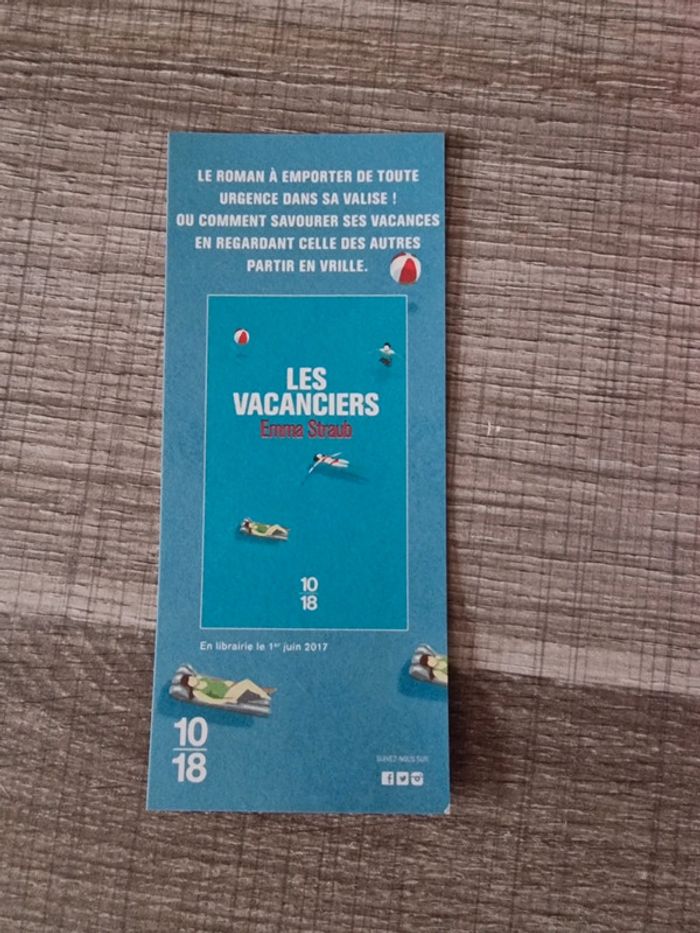 LE ROMAN À EMPORTER DE TOUTE
URGENCE DANS SA VALISE !
OU COMMENT SAVOURER SES VACANCES
EN REGARDANT CELLE DES AUTRES
PARTIR EN VRILLE.
LES
VACANCIERS
Emma Straub
10
18
En librairie le 1er juin 2017
10
18
SUIVEZ-NOUS SUR